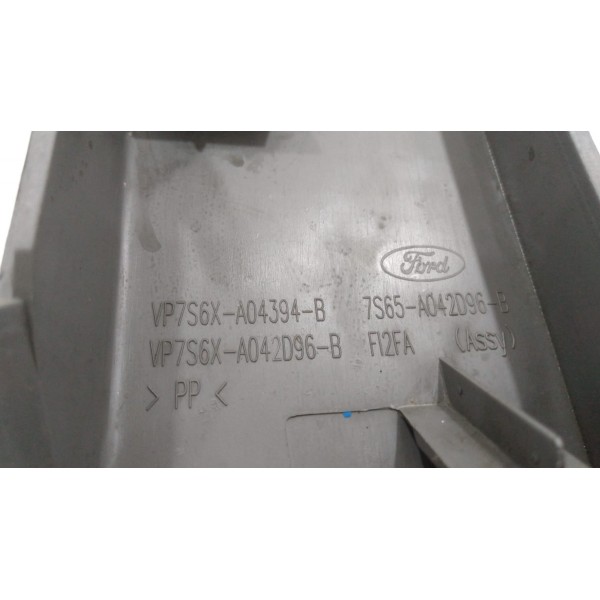 Ford
VP7S6X-A04394-B 7S65-A042D96-B
VP7S6X-A042D96-B FI2FA (Assy)
> PP <